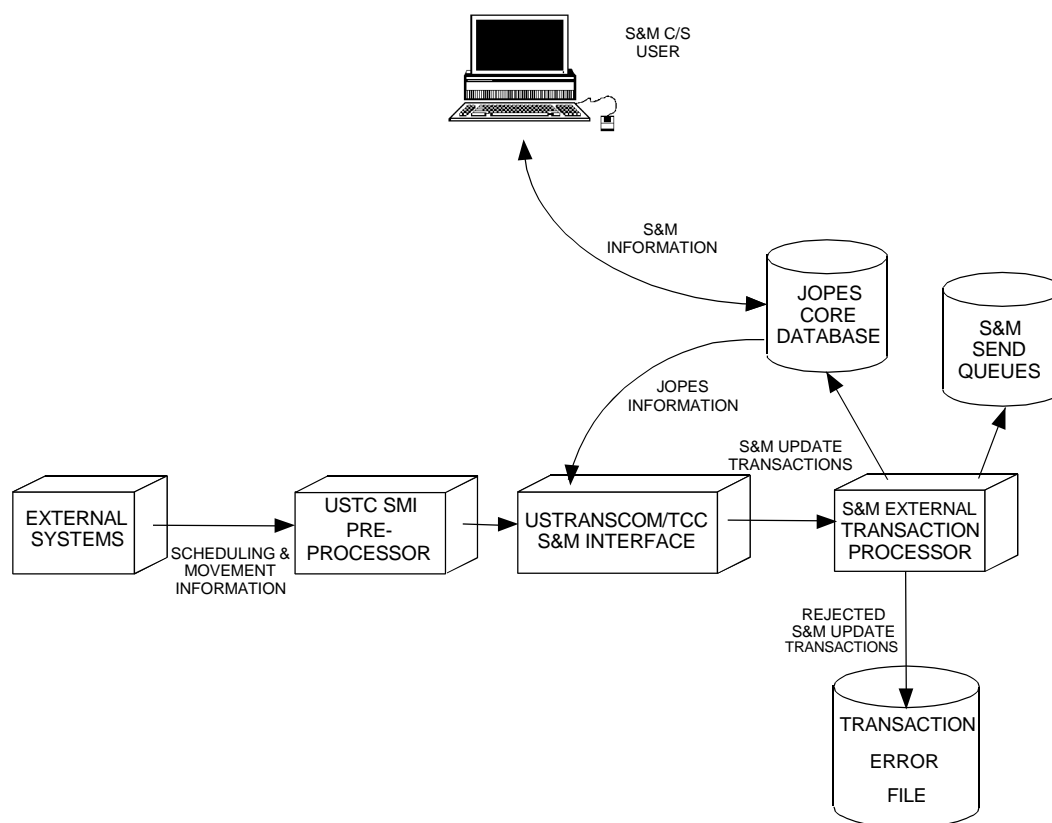 S&M C/S
USER
S&M
INFORMATION
JOPES
CORE
DATABASE
S&M
SEND
QUEUES
JOPES
INFORMATION
S&M UPDATE
TRANSACTIONS
EXTERNAL
SYSTEMS
SCHEDULING &
MOVEMENT
INFORMATION
USTC SMI
PRE-
PROCESSOR
USTRANSCOM/TCC
S&M INTERFACE
S&M EXTERNAL
TRANSACTION
PROCESSOR
REJECTED
S&M UPDATE
TRANSACTIONS
TRANSACTION
ERROR
FILE